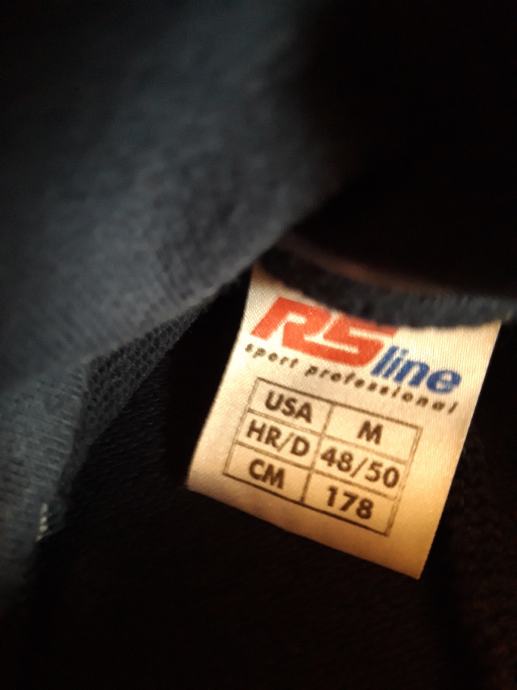 RS line
sport professional
USA M
HR/D 48/50
CM 178